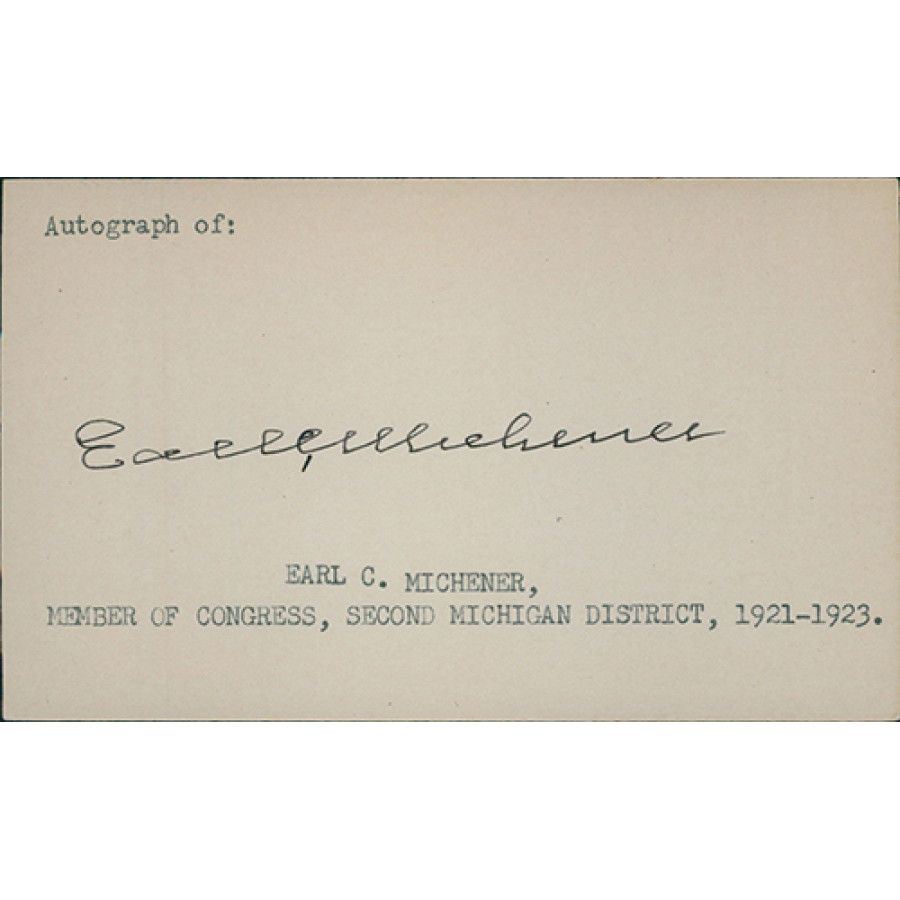 Autograph of:
Earl C. Michener
EARL C. MICHENER,
MEMBER OF CONGRESS, SECOND MICHIGAN DISTRICT, 1921-1923.